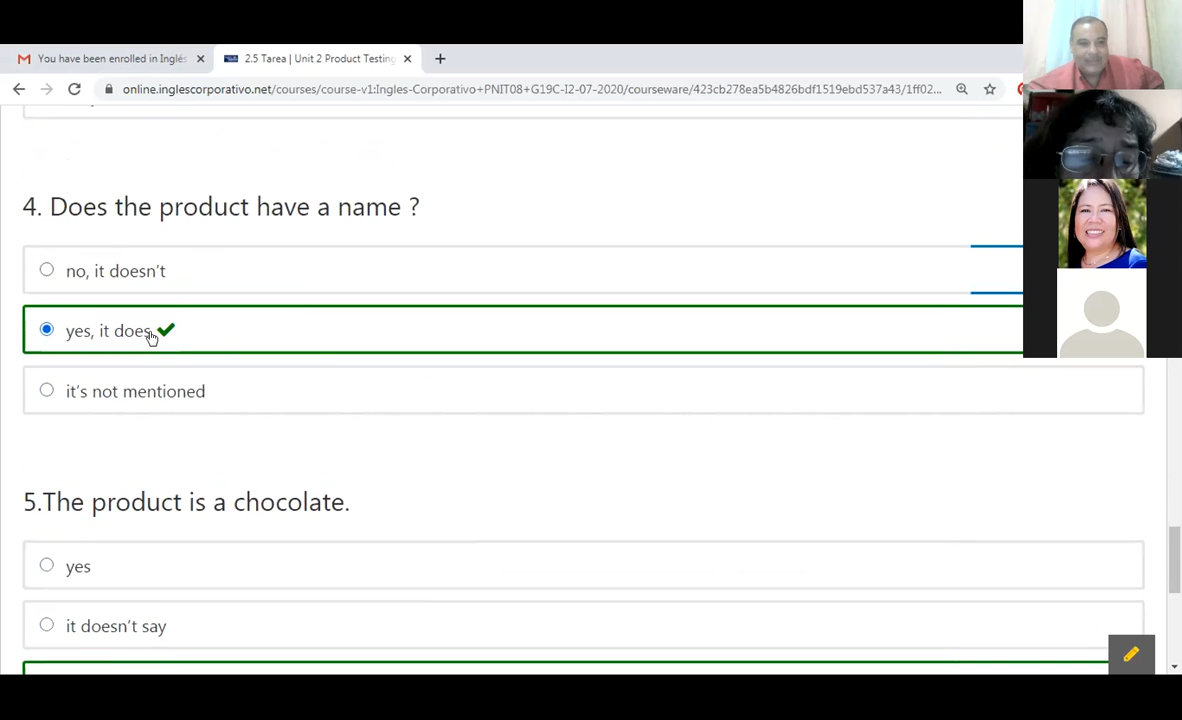 You have been enrolled in Inglés
2.5 Tarea | Unit 2 Product Testing
online.inglescorporativo.net/courses/course-v1:Ingles-Corporativo+PNIT08+G19C-I2-07-2020/courseware/423cb278ea5b4826bdf1519ebd537a43/1ff02...
4. Does the product have a name ?
no, it doesn't
yes, it does
it's not mentioned
5.The product is a chocolate.
yes
it doesn't say